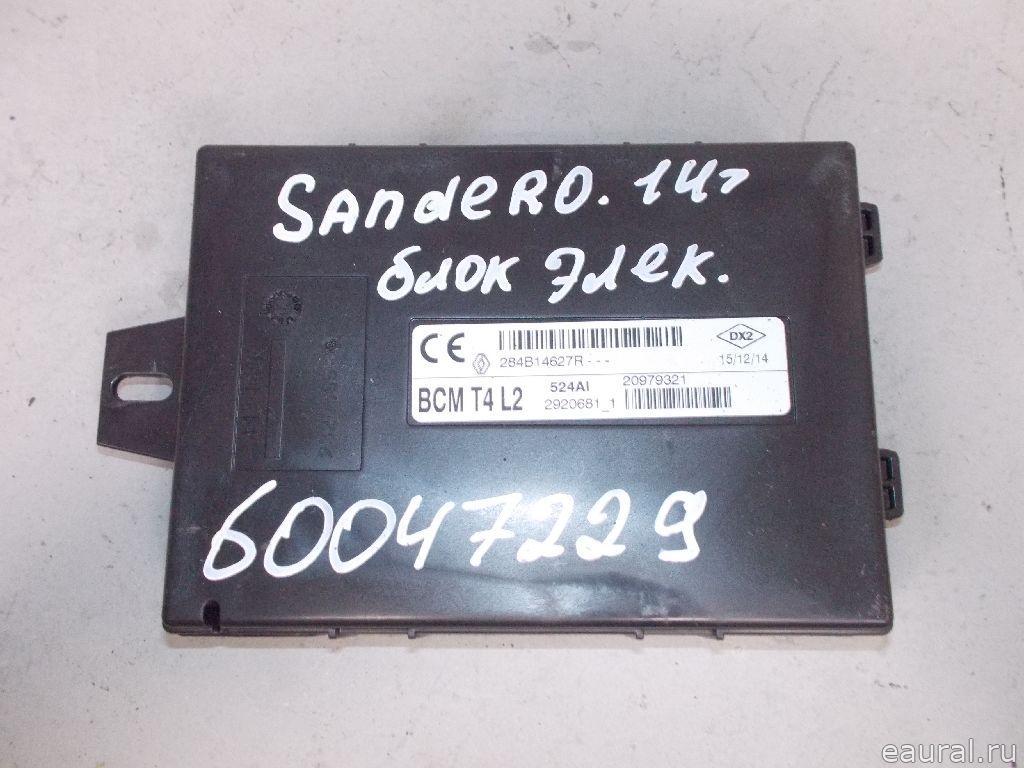 SANDERO. 14г
блок элек.
CE
284B14627R - - -
DX2
15/12/14
BCM T4 L2
524AI
20979321
2920681_1
60047229
eaural.ru